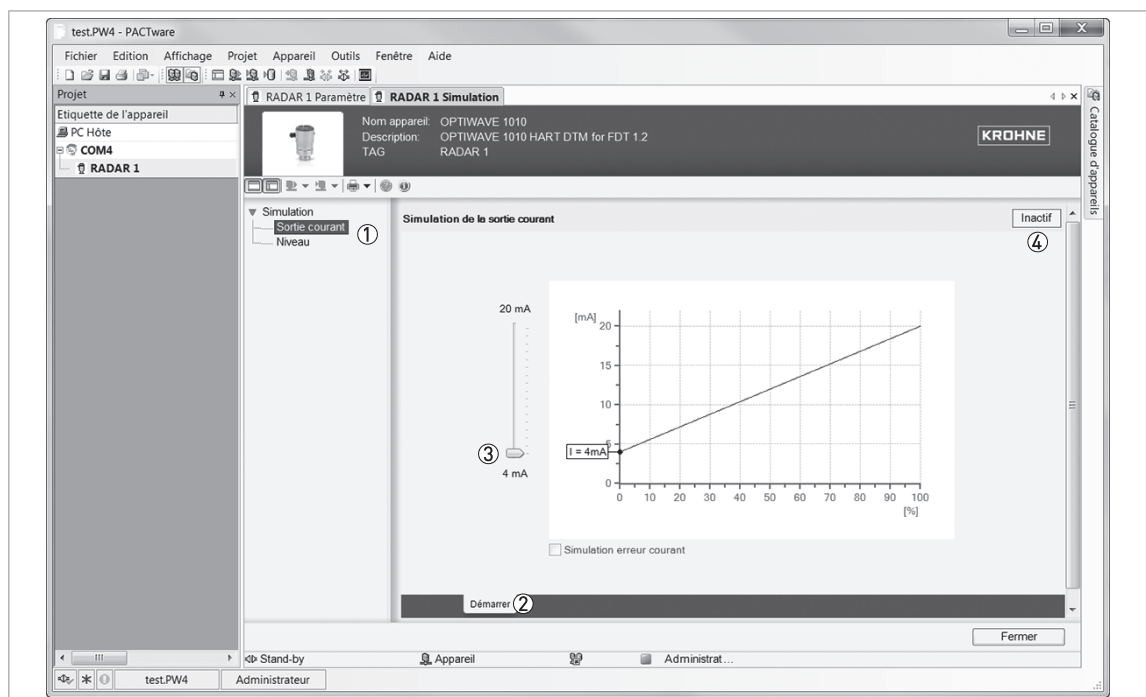 test.PW4 - PACTware
Fichier Edition Affichage Projet Appareil Outils Fenêtre Aide
Projet
Etiquette de l'appareil
PC Hôte
COM4
RADAR 1
RADAR 1 Paramètre
RADAR 1 Simulation
Nom appareil: OPTIWAVE 1010
Description: OPTIWAVE 1010 HART DTM for FDT 1.2
TAG RADAR 1
KROHNE
Catalogue d'appareils
Simulation
Sortie courant ①
Niveau
Simulation de la sortie courant
Inactif
④
20 mA
③
4 mA
[mA]
20
15
10
5
I = 4mA
0
0 10 20 30 40 50 60 70 80 90 100
[%]
Simulation erreur courant
Démarrer ②
Fermer
Stand-by Appareil Administrat...
test.PW4 Administrateur